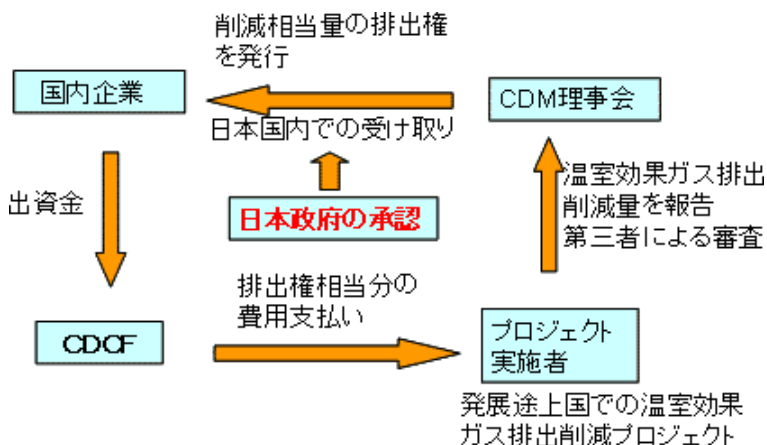 削減相当量の排出権
を発行
国内企業
CDM理事会
日本国内での受け取り
温室効果ガス排出
削減量を報告
第三者による審査
出資金
日本政府の承認
排出権相当分の
費用支払い
CDCF
プロジェクト
実施者
発展途上国での温室効果
ガス排出削減プロジェクト